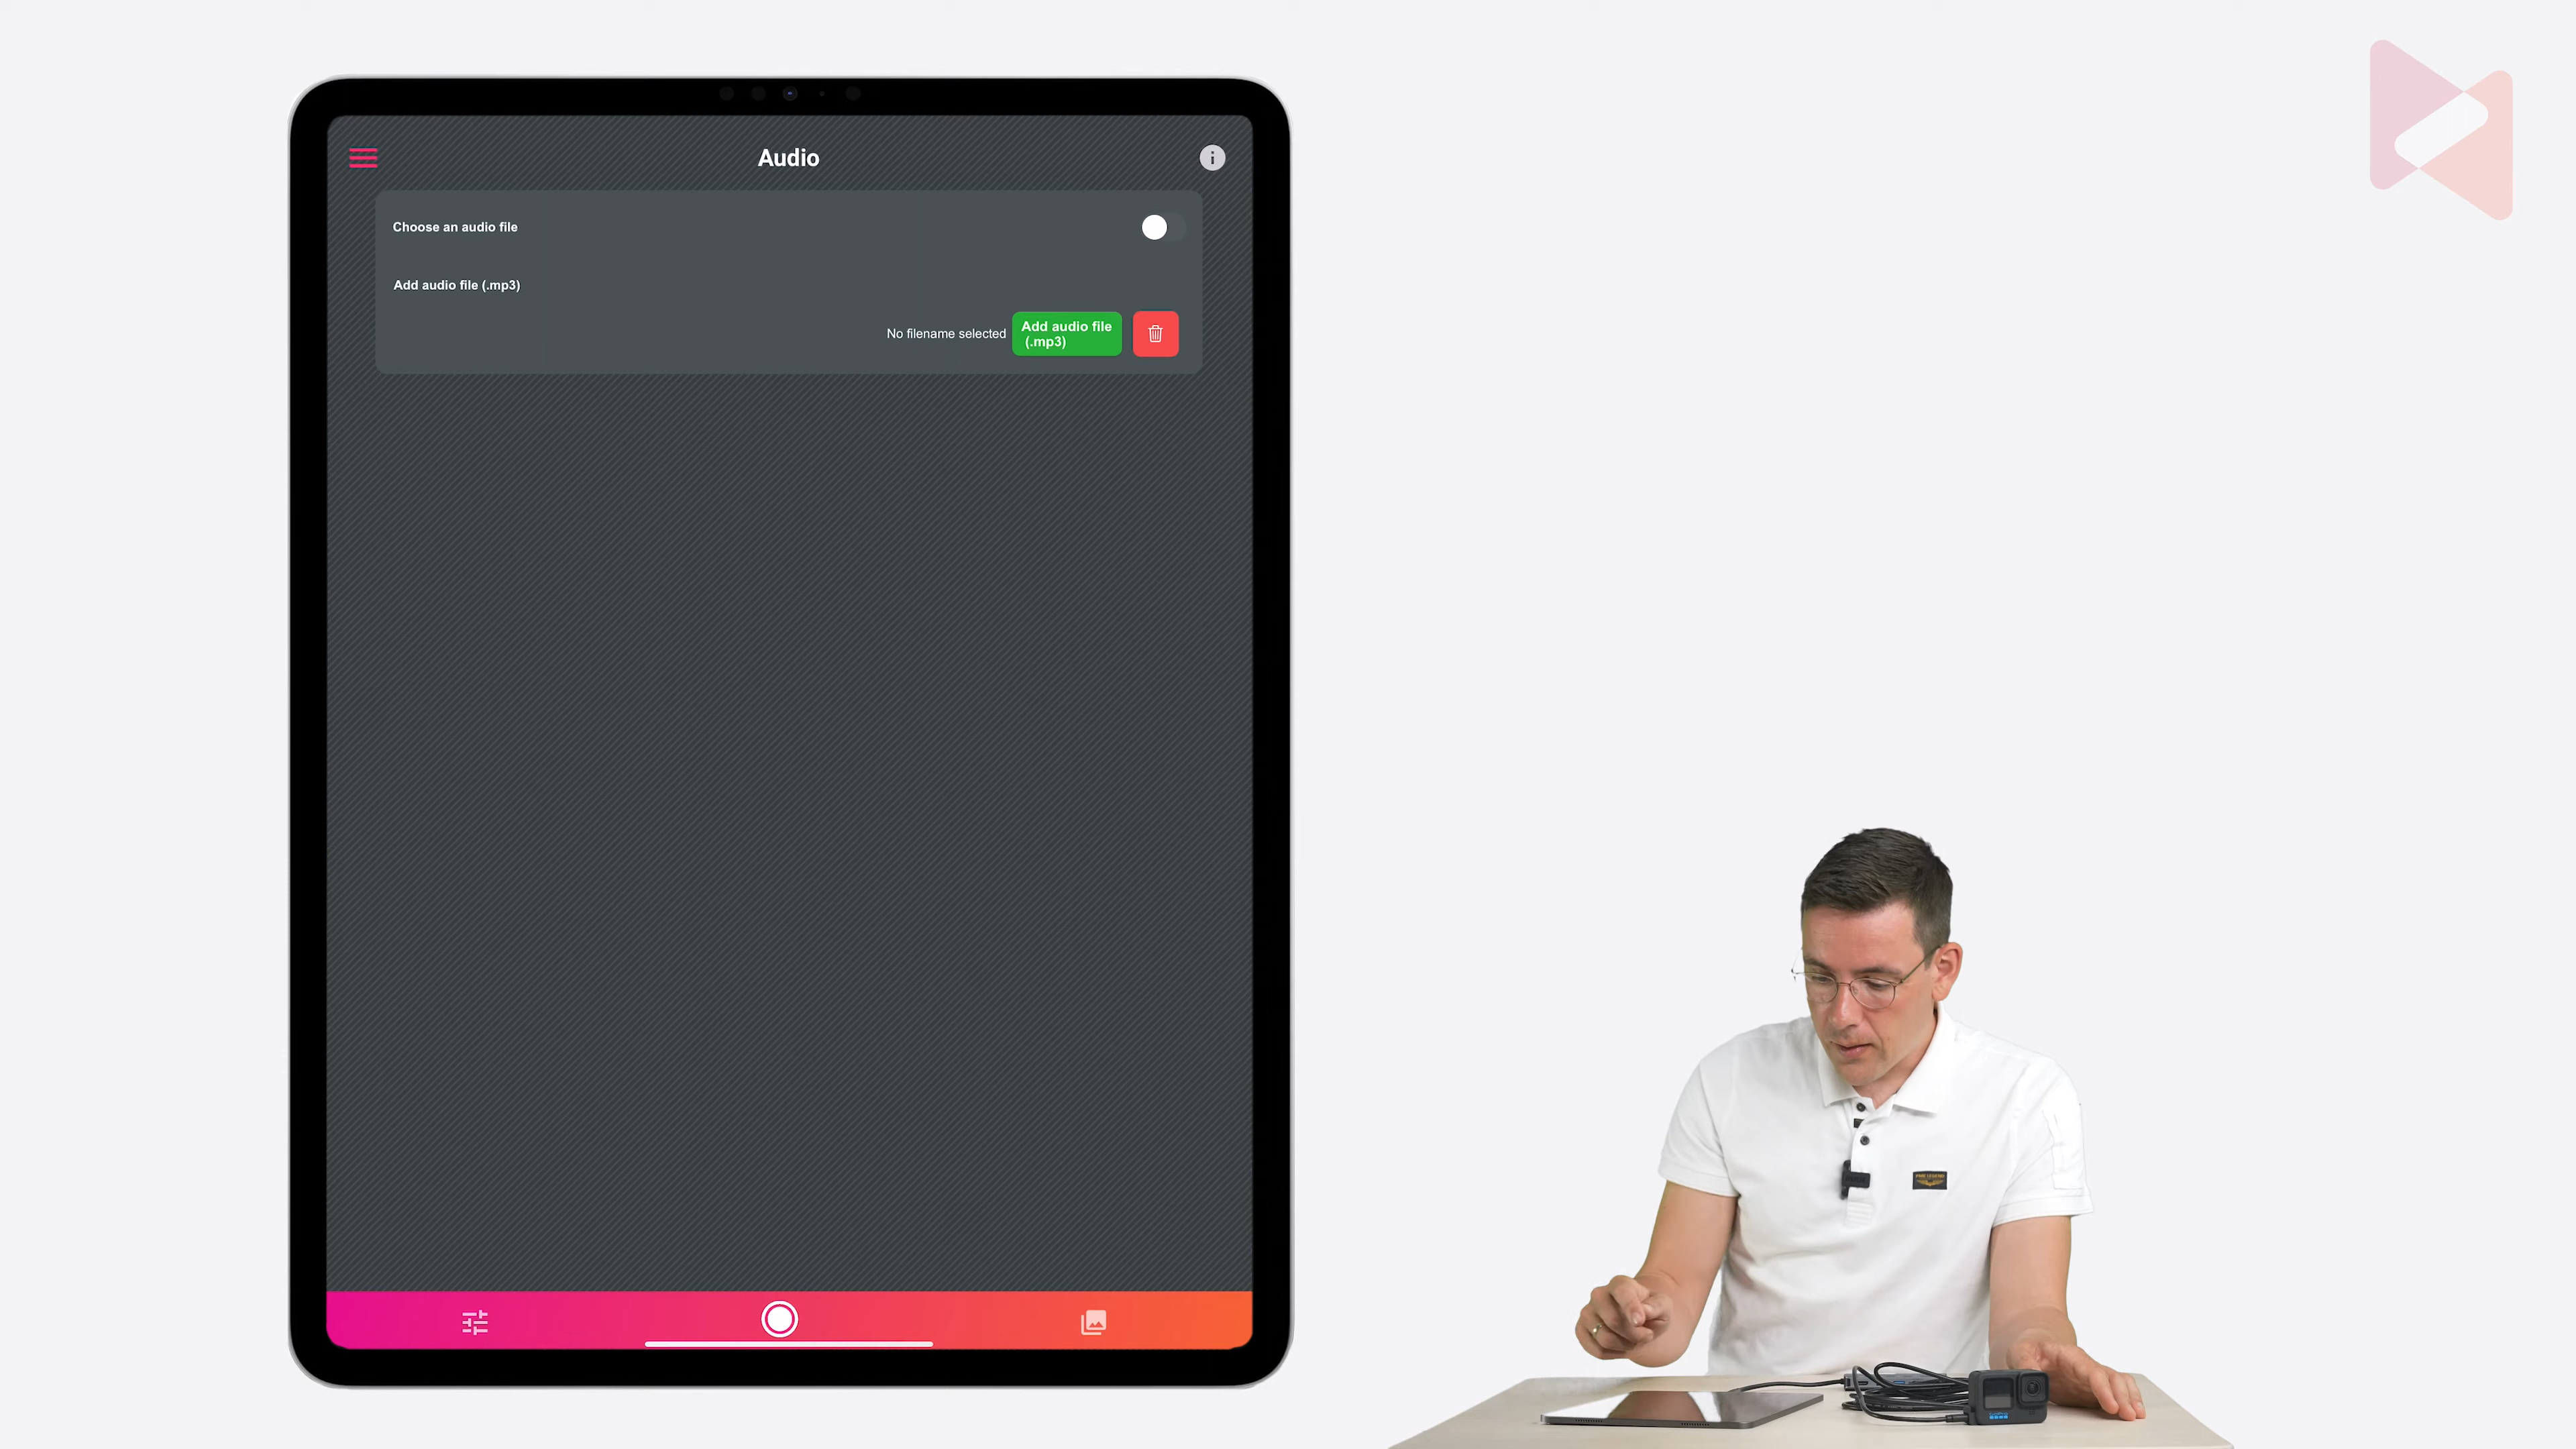 Audio
Choose an audio file
Add audio file (.mp3)
No filename selected
Add audio file
(.mp3)